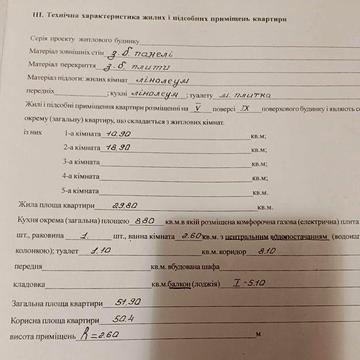 III. Технічна характеристика жилих і підсобних приміщень квартири
Серія проекту житлового будинку
Матеріал зовнішніх стін з.б панелі
Матеріал перекриття з.б плити
Матеріал підлоги: жилих кімнат лінолеум
передніх ; кухні лінолеум ; туалету м. плитка
Жилі і підсобні приміщення квартири розміщенні на V поверсі IX поверхового будинку і являють с
окрему (загальну) квартиру, що складається з житлових кімнат.
із них 1-а кімната 10.90 кв.м;
2-а кімната 18.90 кв.м;
3-а кімната кв.м;
4-а кімната кв.м;
5-а кімната кв.м.
Жила площа квартири 29.80 кв.м.
Кухня окрема (загальна) площею 8.80 кв.м.в якій розміщена комфорочна газова (електрична) плита
шт., раковина 1 шт., ванна кімната 2.60 кв.м. з центральним водопостачанням (водона
колонкою); туалет 1.10 кв.м. коридор 8.10
передня кв.м. вбудована шафа
кладовка кв.м.балкон (лоджія) I - 5.10
Загальна площа квартири 51.90
Корисна площа квартири 50.4
висота приміщень h = 2.60 м